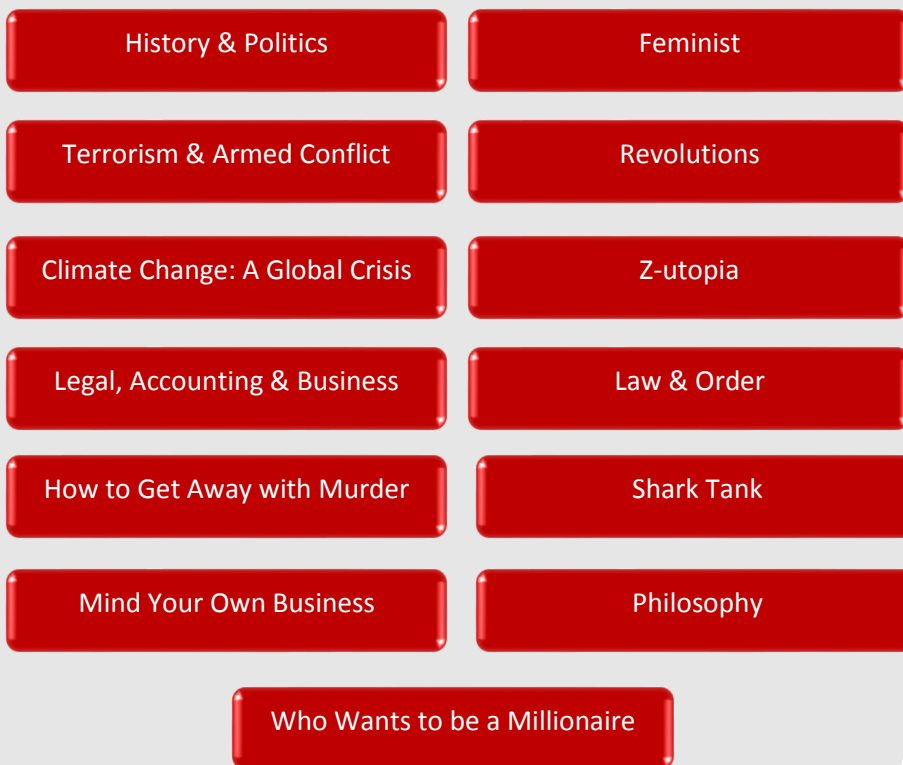 History & Politics
Feminist
Terrorism & Armed Conflict
Revolutions
Climate Change: A Global Crisis
Z-utopia
Legal, Accounting & Business
Law & Order
How to Get Away with Murder
Shark Tank
Mind Your Own Business
Philosophy
Who Wants to be a Millionaire